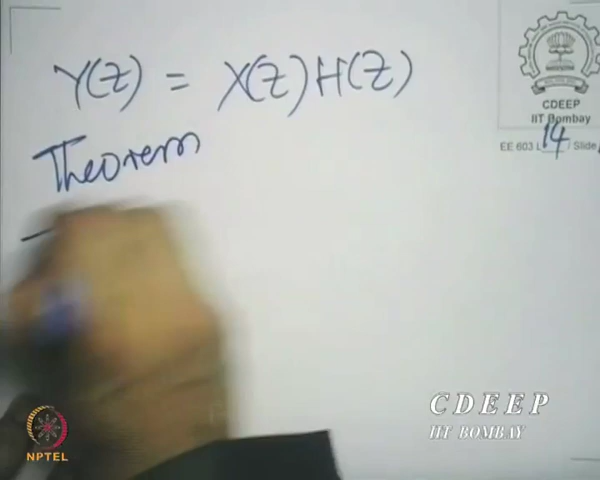 Y(Z) = X(Z) H(Z)
Theorem
CDEEP
IIT Bombay
EE 603 L 14 / Slide
CDEEP
IIT BOMBAY
NPTEL